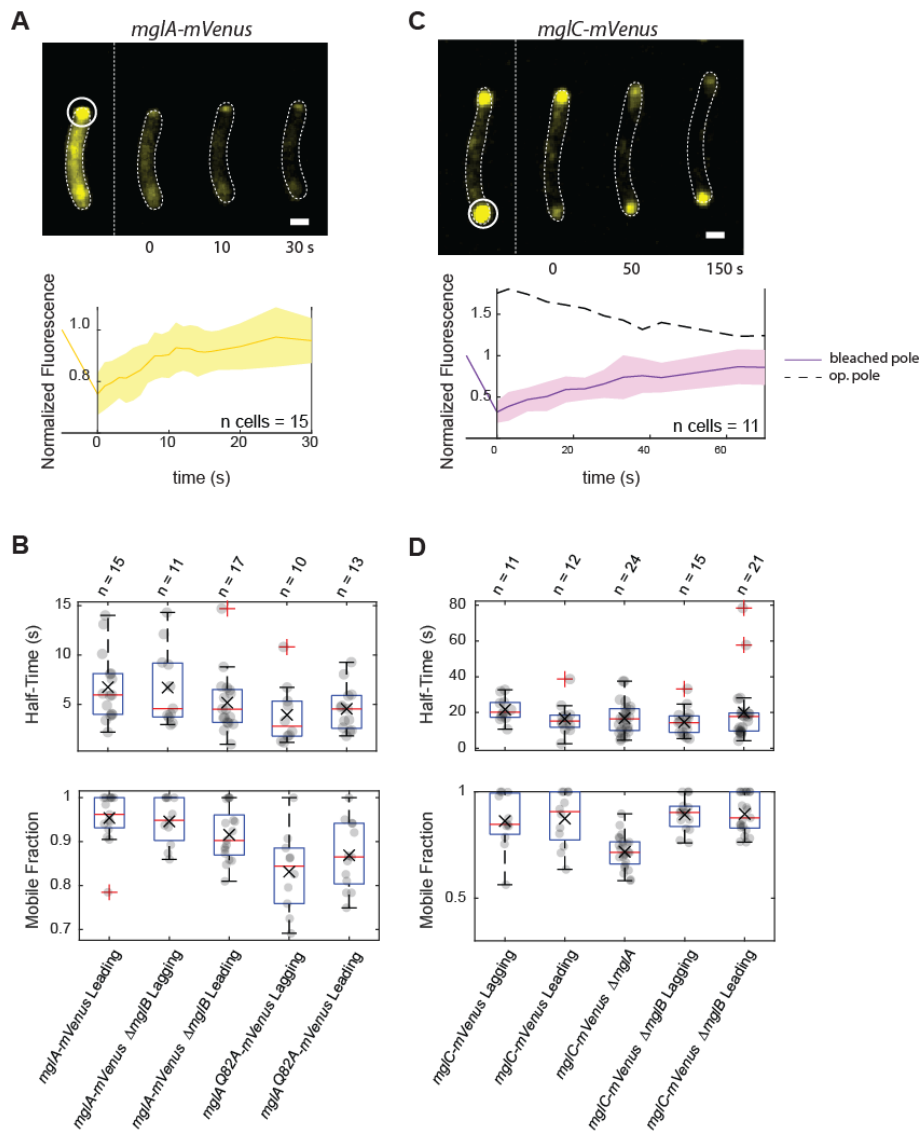 A
mglA-mVenus
0 10 30 s
Normalized Fluorescence
1.0
0.8
n cells = 15
0 10 20 30
time (s)
C
mglC-mVenus
0 50 150 s
Normalized Fluorescence
1.5
1
0.5
bleached pole
op. pole
n cells = 11
0 20 40 60
time (s)
B
n = 15 n = 11 n = 17 n = 10 n = 13
Half-Time (s)
15
10
5
Mobile Fraction
1
0.9
0.8
0.7
mglA-mVenus Leading
mglA-mVenus ΔmglB Lagging
mglA-mVenus ΔmglB Leading
mglA Q82A-mVenus Lagging
mglA Q82A-mVenus Leading
D
n = 11 n = 12 n = 24 n = 15 n = 21
Half-Time (s)
80
60
40
20
0
Mobile Fraction
1
0.5
mglC-mVenus Lagging
mglC-mVenus Leading
mglC-mVenus ΔmglA
mglC-mVenus ΔmglB Lagging
mglC-mVenus ΔmglB Leading